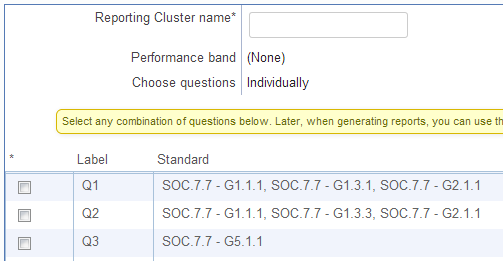 Reporting Cluster name*
Performance band (None)
Choose questions Individually
Select any combination of questions below. Later, when generating reports, you can use th
* Label Standard
Q1 SOC.7.7 - G1.1.1, SOC.7.7 - G1.3.1, SOC.7.7 - G2.1.1
Q2 SOC.7.7 - G1.1.1, SOC.7.7 - G1.3.3, SOC.7.7 - G2.1.1
Q3 SOC.7.7 - G5.1.1